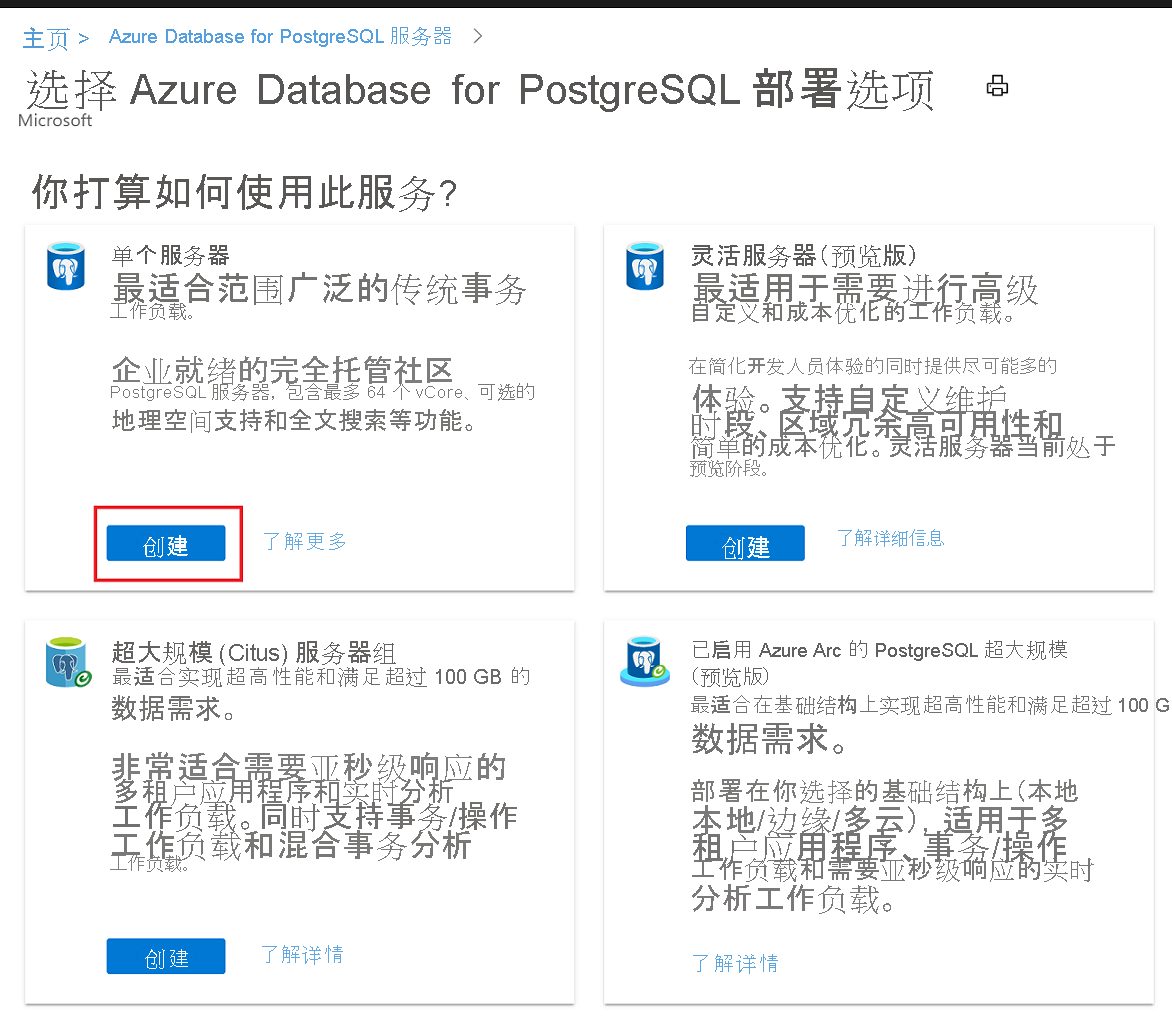 主页 > Azure Database for PostgreSQL 服务器 >
选择 Azure Database for PostgreSQL 部署选项
Microsoft
你打算如何使用此服务?
单个服务器
最适合范围广泛的传统事务
工作负载。
企业就绪的完全托管社区
PostgreSQL 服务器, 包含最多 64 个 vCore、可选的
地理空间支持和全文搜索等功能。
创建 了解更多
灵活服务器(预览版)
最适用于需要进行高级
自定义和成本优化的工作负载。
在简化开发人员体验的同时提供尽可能多的
体验。支持自定义维护
时段、区域冗余高可用性和
简单的成本优化。灵活服务器当前处于
预览阶段。
创建 了解详细信息
超大规模 (Citus) 服务器组
最适合实现超高性能和满足超过 100 GB 的
数据需求。
非常适合需要亚秒级响应的
多租户应用程序和实时分析
工作负载。同时支持事务/操作
工作负载和混合事务分析
工作负载。
创建 了解详情
已启用 Azure Arc 的 PostgreSQL 超大规模
(预览版)
最适合在基础结构上实现超高性能和满足超过 100 G
数据需求。
部署在你选择的基础结构上(本地
本地/边缘/多云), 适用于多
租户应用程序、事务/操作
工作负载和需要亚秒级响应的实时
分析工作负载。
了解详情